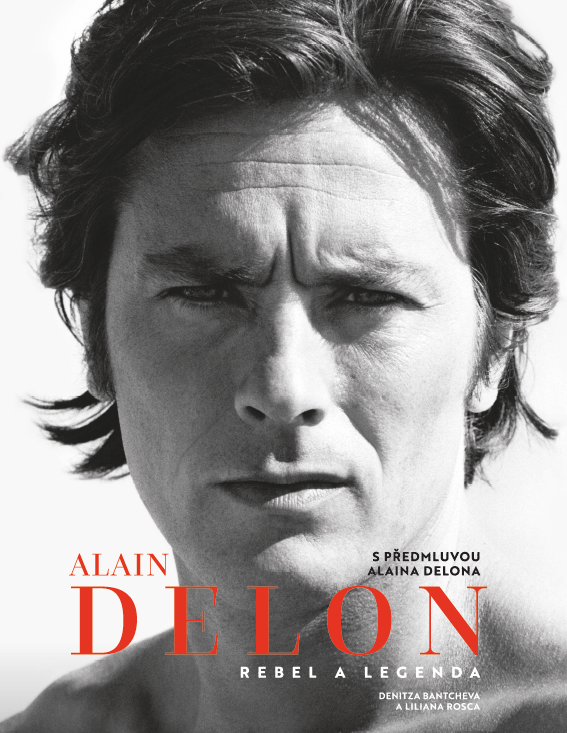 ALAIN
S PŘEDMLUVOU
ALAINA DELONA
DELON
REBEL A LEGENDA
DENITZA BANTCHEVA
A LILIANA ROSCA